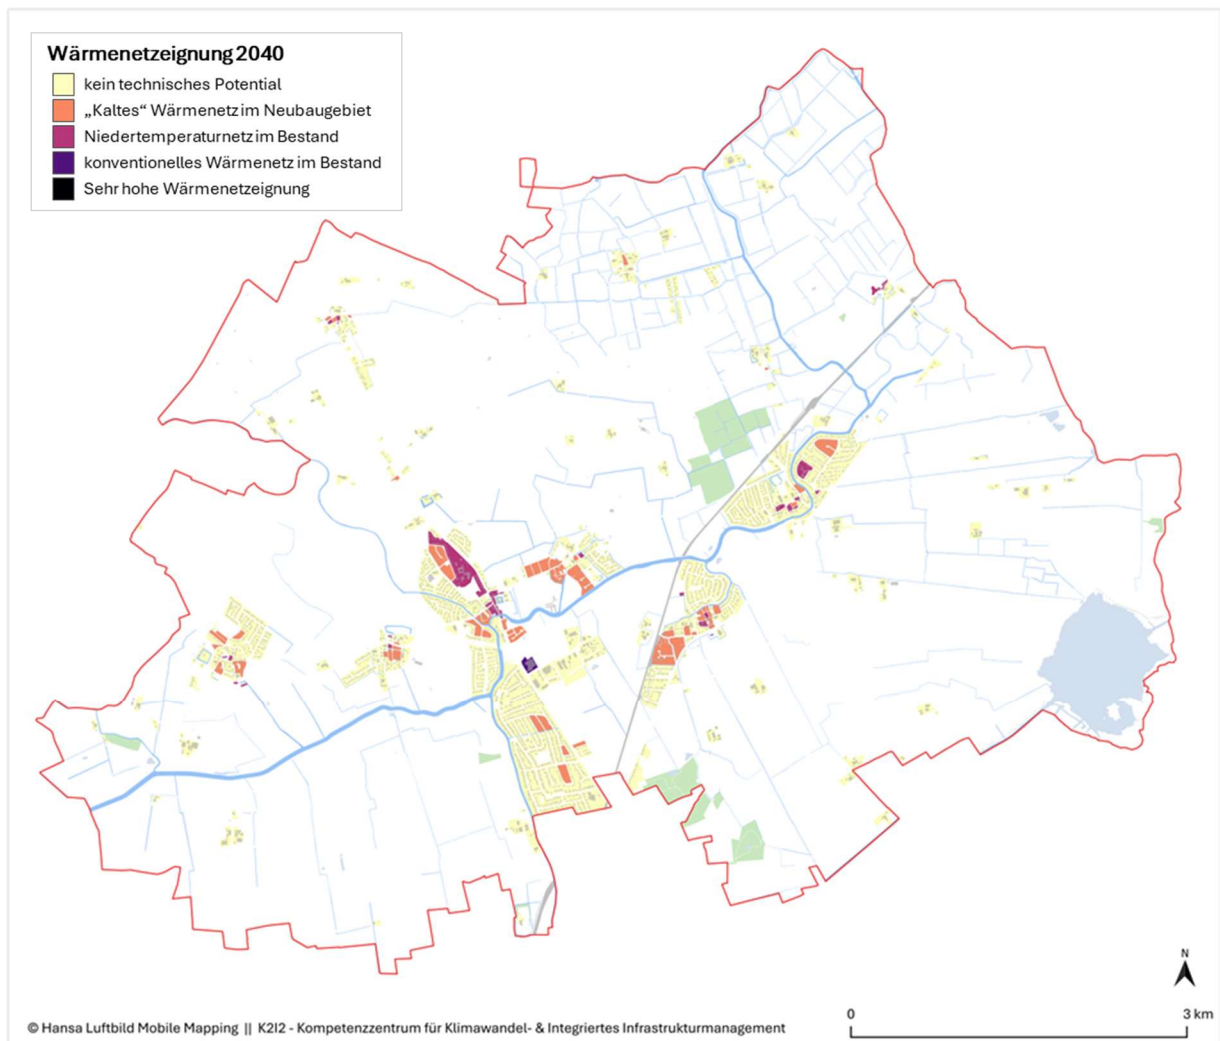 Wärmenetzeignung 2040
kein technisches Potential
„Kaltes“ Wärmenetz im Neubaugebiet
Niedertemperaturnetz im Bestand
konventionelles Wärmenetz im Bestand
Sehr hohe Wärmenetzeignung
N
0 3 km
© Hansa Luftbild Mobile Mapping || K2I2 - Kompetenzzentrum für Klimawandel- & Integriertes Infrastrukturmanagement